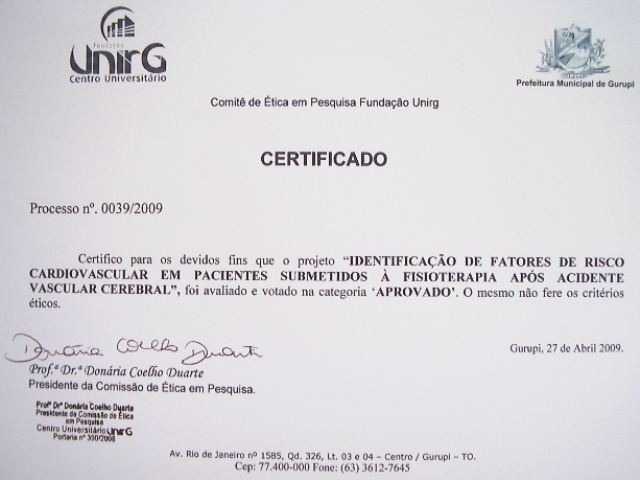 Fundação
UnirG
Centro Universitário
Prefeitura Municipal de Gurupi
Comitê de Ética em Pesquisa Fundação Unirg
CERTIFICADO
Processo nº. 0039/2009
Certifico para os devidos fins que o projeto “IDENTIFICAÇÃO DE FATORES DE RISCO
CARDIOVASCULAR EM PACIENTES SUBMETIDOS À FISIOTERAPIA APÓS ACIDENTE
VASCULAR CEREBRAL”, foi avaliado e votado na categoria ‘APROVADO’. O mesmo não fere os critérios
éticos.
Gurupi, 27 de Abril 2009.
Donária Coelho Duarte
Prof.ª Dr.ª Donária Coelho Duarte
Presidente da Comissão de Ética em Pesquisa.
Profª Drª Donária Coelho Duarte
Presidente da Comissão de Ética
em Pesquisa
Centro Universitário UnirG
Portaria nº 390/2008
Av. Rio de Janeiro nº 1585, Qd. 326, Lt. 03 e 04 – Centro / Gurupi – TO.
Cep: 77.400-000 Fone: (63) 3612-7645